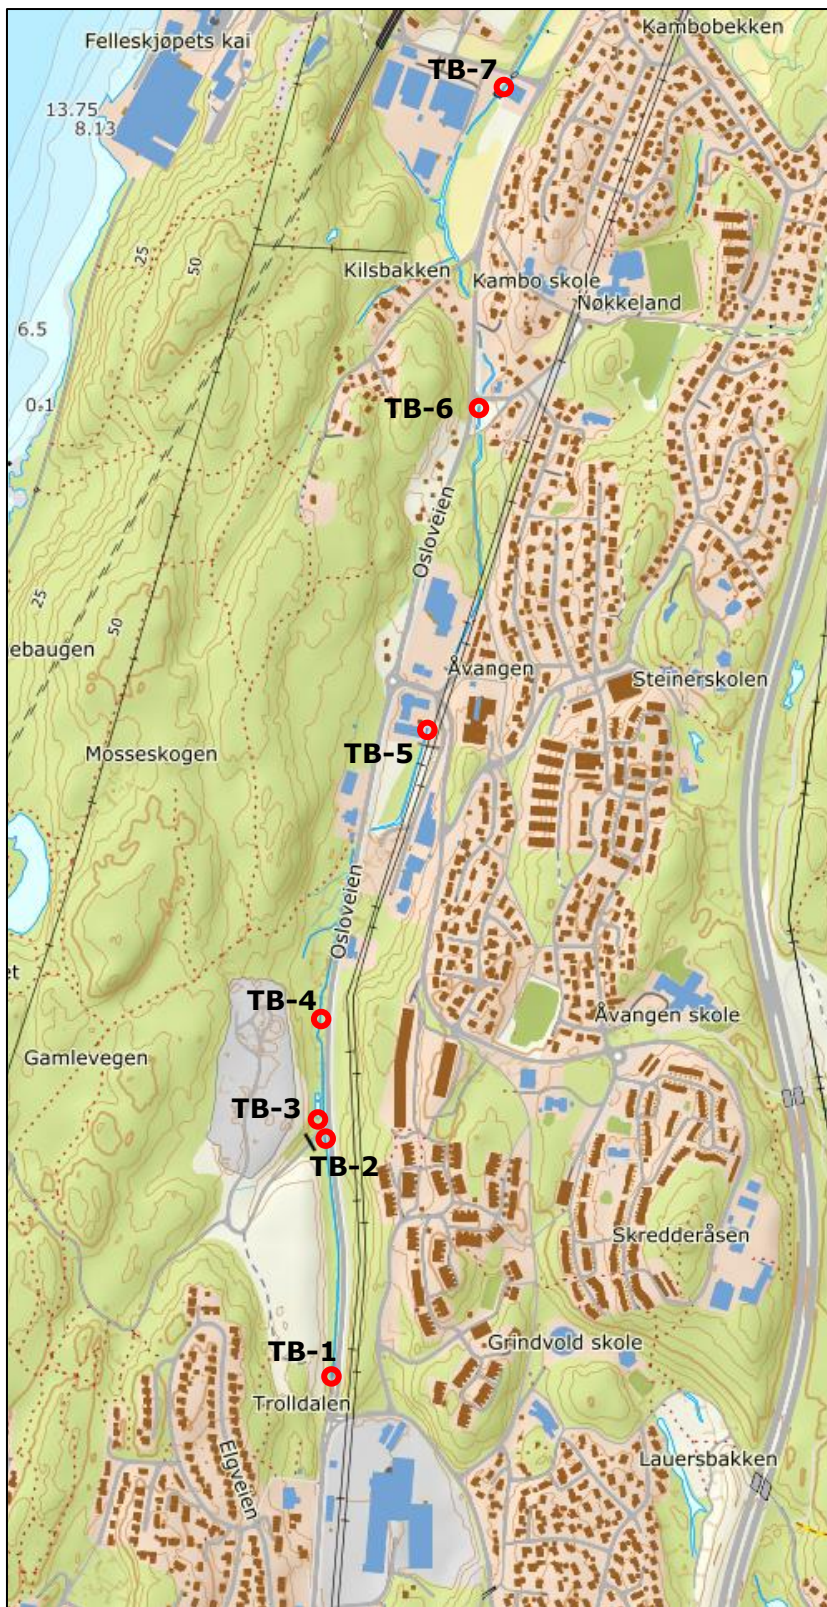 Kambobekken
Felleskjøpets kai
TB-7
13.75
8.13
25
50
Kilsbakken
Kambo skole
Nøkkeland
6.5
0.1
TB-6
Osloveien
25
50
ebaugen
Åvangen
Steinerskolen
TB-5
Mosseskogen
Osloveien
et
TB-4
Åvangen skole
Gamlevegen
TB-3
TB-2
Skredderåsen
Grindvold skole
TB-1
Trolldalen
Elgveien
Lauersbakken